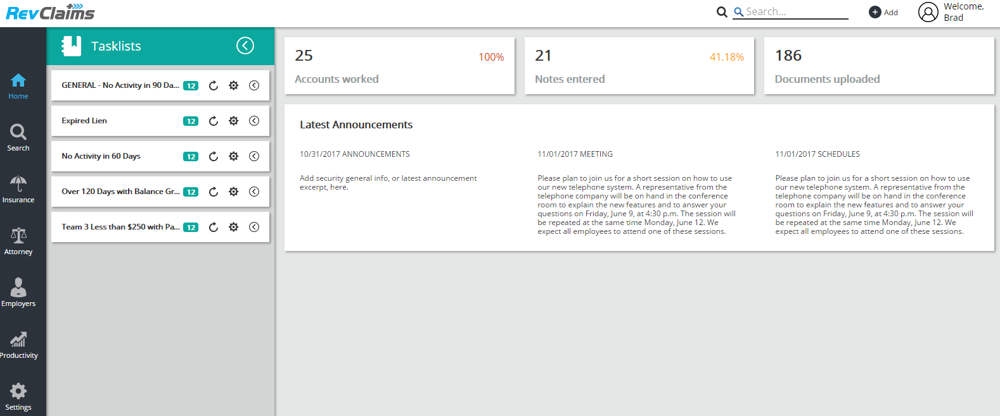 RevClaims
Search...
Add
Welcome,
Brad
Home
Search
Insurance
Attorney
Employers
Productivity
Settings
Tasklists
GENERAL - No Activity in 90 Da... 12
Expired Lien 12
No Activity in 60 Days 12
Over 120 Days with Balance Gr... 12
Team 3 Less than $250 with Pa... 12
25 100%
Accounts worked
21 41.18%
Notes entered
186
Documents uploaded
Latest Announcements
10/31/2017 ANNOUNCEMENTS
Add security general info, or latest announcement
excerpt, here.
11/01/2017 MEETING
Please plan to join us for a short session on how to use
our new telephone system. A representative from the
telephone company will be on hand in the conference
room to explain the new features and to answer your
questions on Friday, June 9, at 4:30 p.m. The session will
be repeated at the same time Monday, June 12. We
expect all employees to attend one of these sessions.
11/01/2017 SCHEDULES
Please plan to join us for a short session on how to use
our new telephone system. A representative from the
telephone company will be on hand in the conference
room to explain the new features and to answer your
questions on Friday, June 9, at 4:30 p.m. The session will
be repeated at the same time Monday, June 12. We
expect all employees to attend one of these sessions.